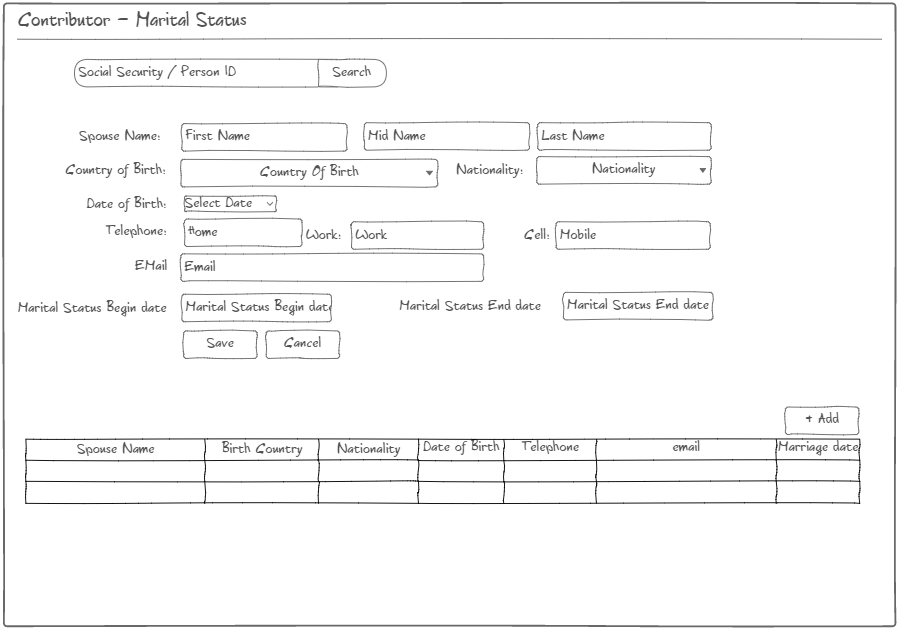 Contributor - Marital Status
Social Security / Person ID Search
Spouse Name: First Name Mid Name Last Name
Country of Birth: Country Of Birth Nationality: Nationality
Date of Birth: Select Date
Telephone: Home Work: Work Cell: Mobile
EMail Email
Marital Status Begin date Marital Status Begin date Marital Status End date Marital Status End date
Save Cancel
+ Add
Spouse Name Birth Country Nationality Date of Birth Telephone email Marriage date